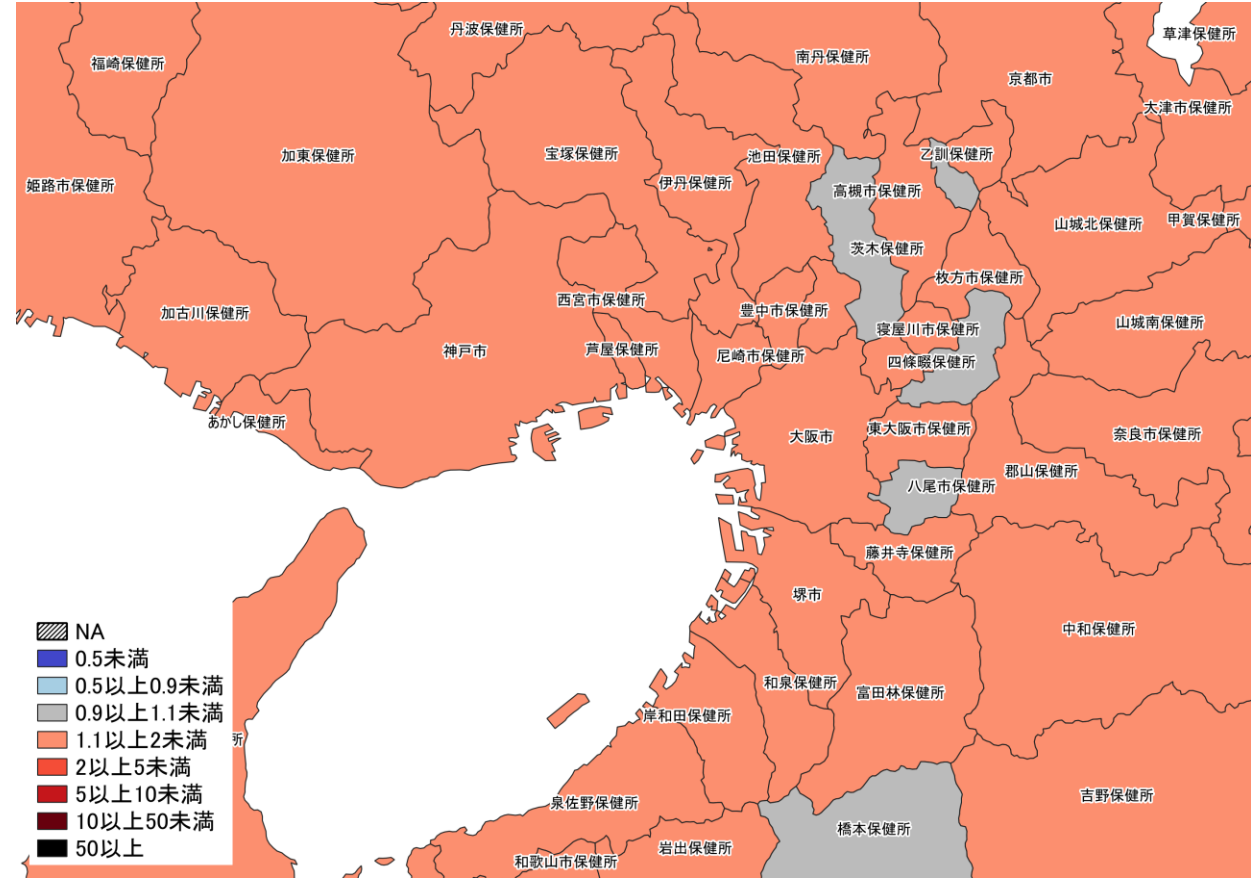 丹波保健所
草津保健所
福崎保健所
南丹保健所
京都市
大津市保健所
加東保健所
宝塚保健所
池田保健所
乙訓保健所
姫路市保健所
伊丹保健所
高槻市保健所
山城北保健所
甲賀保健所
茨木保健所
枚方市保健所
西宮市保健所
豊中市保健所
加古川保健所
寝屋川市保健所
山城南保健所
神戸市
芦屋保健所
尼崎市保健所
四條畷保健所
あかし保健所
大阪市
東大阪市保健所
奈良市保健所
郡山保健所
八尾市保健所
藤井寺保健所
堺市
中和保健所
和泉保健所
富田林保健所
岸和田保健所
所
泉佐野保健所
吉野保健所
橋本保健所
岩出保健所
和歌山市保健所
NA
0.5未満
0.5以上0.9未満
0.9以上1.1未満
1.1以上2未満
2以上5未満
5以上10未満
10以上50未満
50以上